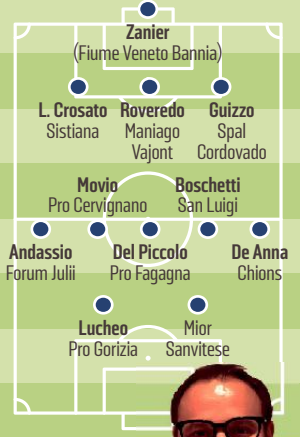 Zanier
(Fiume Veneto Bannia)
L. Crosato Roveredo Guizzo
Sistiana Maniago Spal
Vajont Cordovado
Movio Boschetti
Pro Cervignano San Luigi
Andassio Del Piccolo De Anna
Forum Julii Pro Fagagna Chions
Lucheo Mior
Pro Gorizia Sanvitese